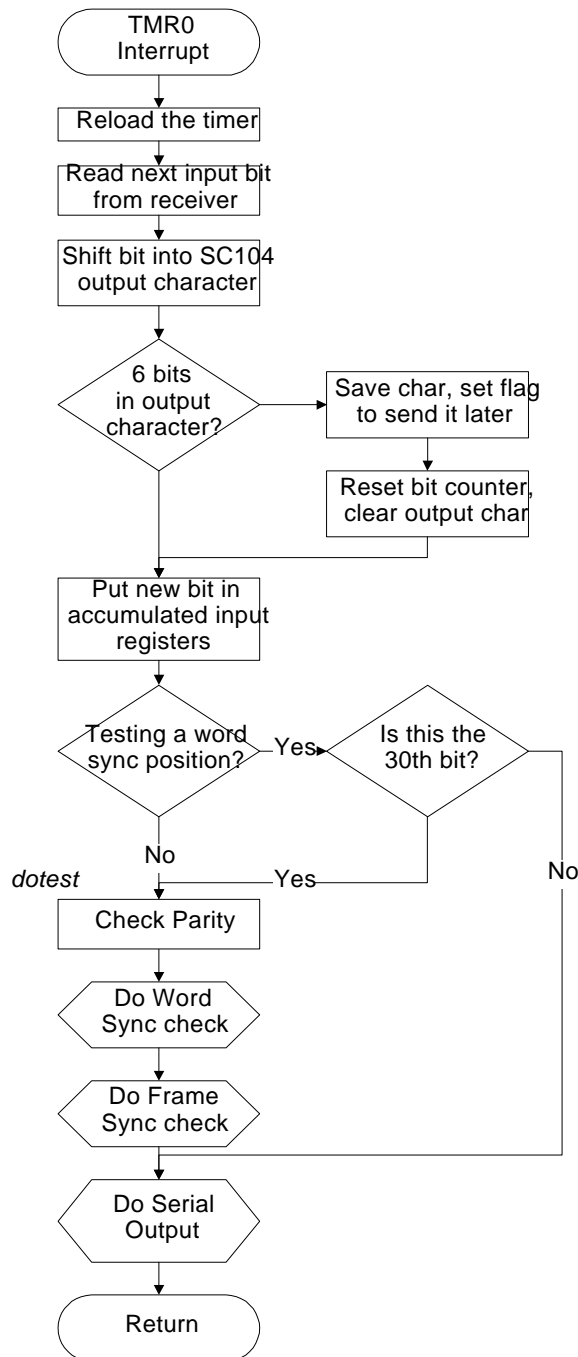 TMR0
Interrupt
Reload the timer
Read next input bit
from receiver
Shift bit into SC104
output character
6 bits
in output
character?
Save char, set flag
to send it later
Reset bit counter,
clear output char
Put new bit in
accumulated input
registers
Testing a word
sync position?
Yes
Is this the
30th bit?
No
Yes
No
dotest
Check Parity
Do Word
Sync check
Do Frame
Sync check
Do Serial
Output
Return